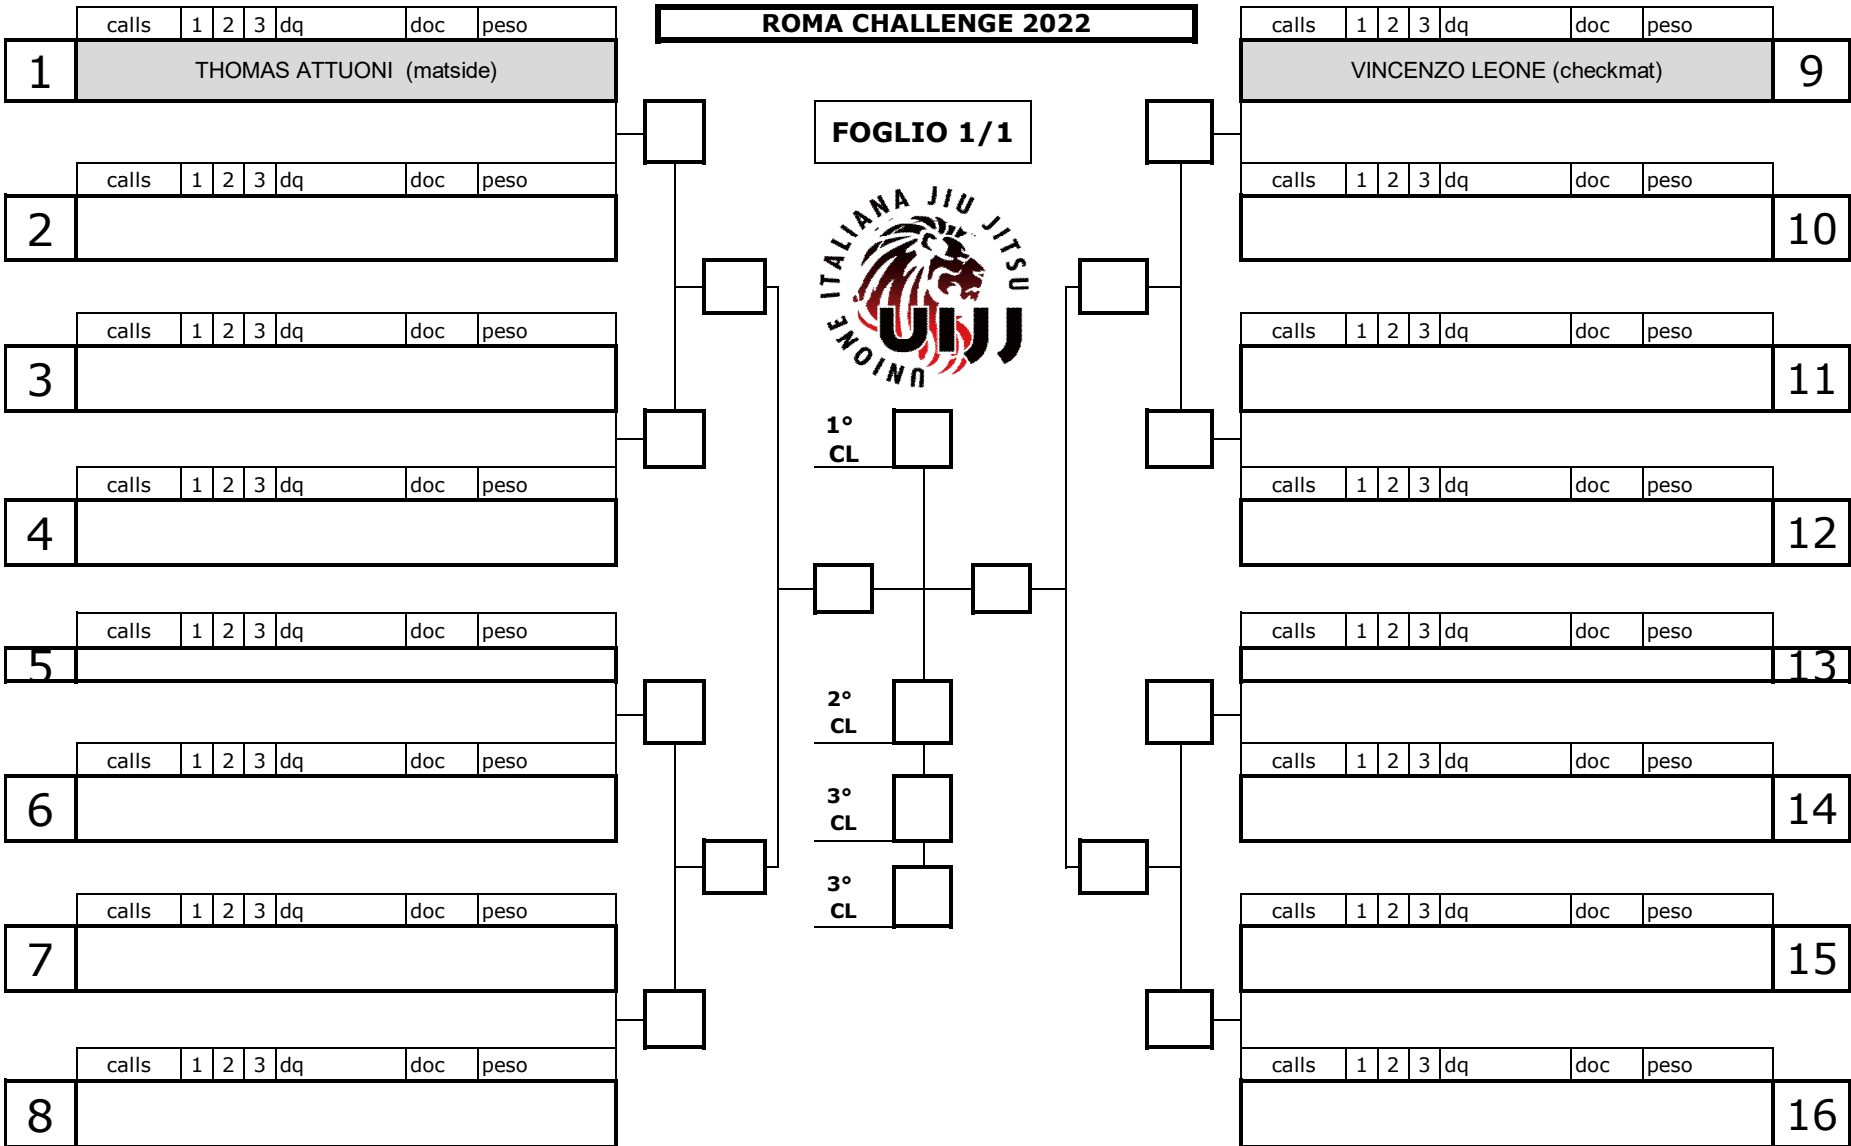 calls 1 2 3 dq doc peso
ROMA CHALLENGE 2022
calls 1 2 3 dq doc peso
1 THOMAS ATTUONI (matside)
VINCENZO LEONE (checkmat) 9
FOGLIO 1/1
calls 1 2 3 dq doc peso
calls 1 2 3 dq doc peso
2
10
UNIONE ITALIANA JIU JITSU
UIJJ
calls 1 2 3 dq doc peso
calls 1 2 3 dq doc peso
3
11
1°
CL
calls 1 2 3 dq doc peso
calls 1 2 3 dq doc peso
4
12
calls 1 2 3 dq doc peso
calls 1 2 3 dq doc peso
5
13
2°
CL
calls 1 2 3 dq doc peso
calls 1 2 3 dq doc peso
6
14
3°
CL
3°
CL
calls 1 2 3 dq doc peso
calls 1 2 3 dq doc peso
7
15
calls 1 2 3 dq doc peso
calls 1 2 3 dq doc peso
8
16